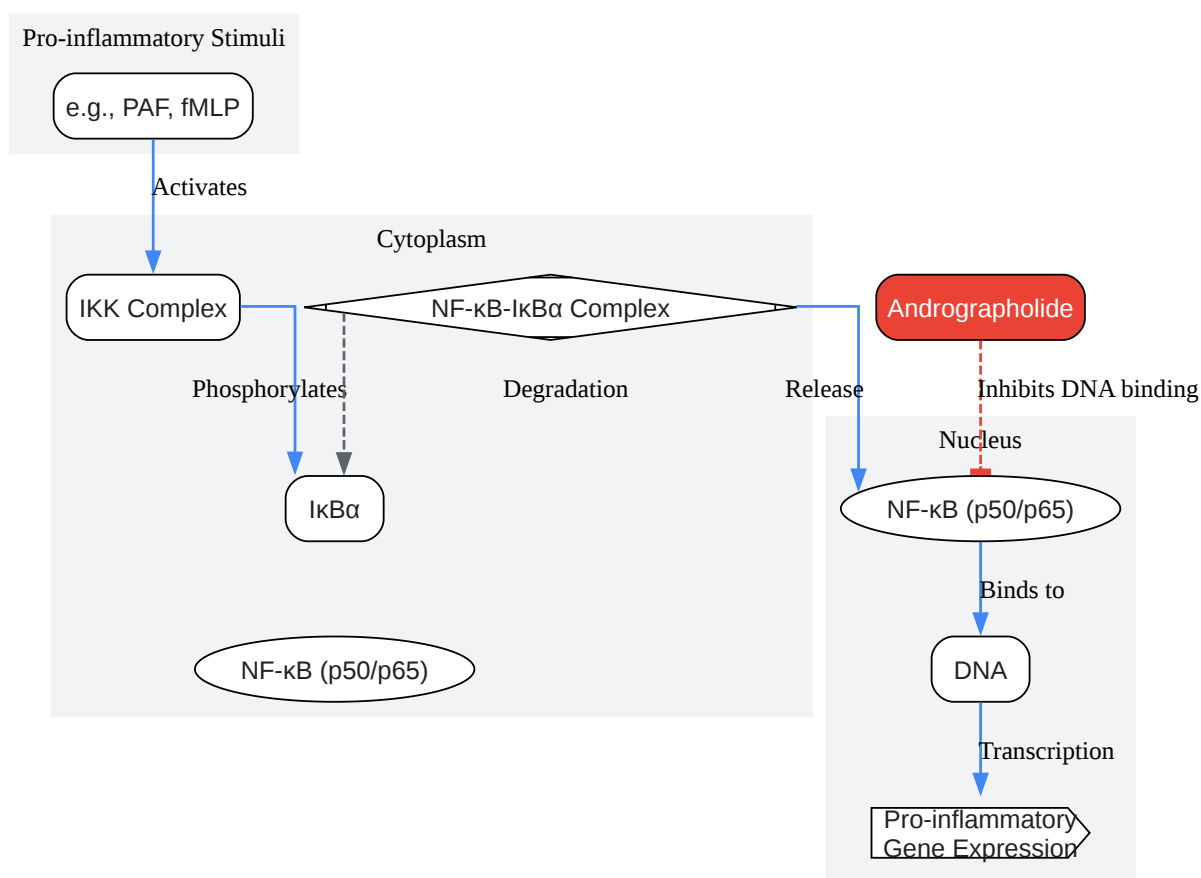 Pro-inflammatory Stimuli
e.g., PAF, fMLP
Activates
Cytoplasm
IKK Complex
NF-κB-IκBα Complex
Andrographolide
Phosphorylates
Degradation
Release
Inhibits DNA binding
Nucleus
IκBα
NF-κB (p50/p65)
Binds to
NF-κB (p50/p65)
DNA
Transcription
Pro-inflammatory
Gene Expression